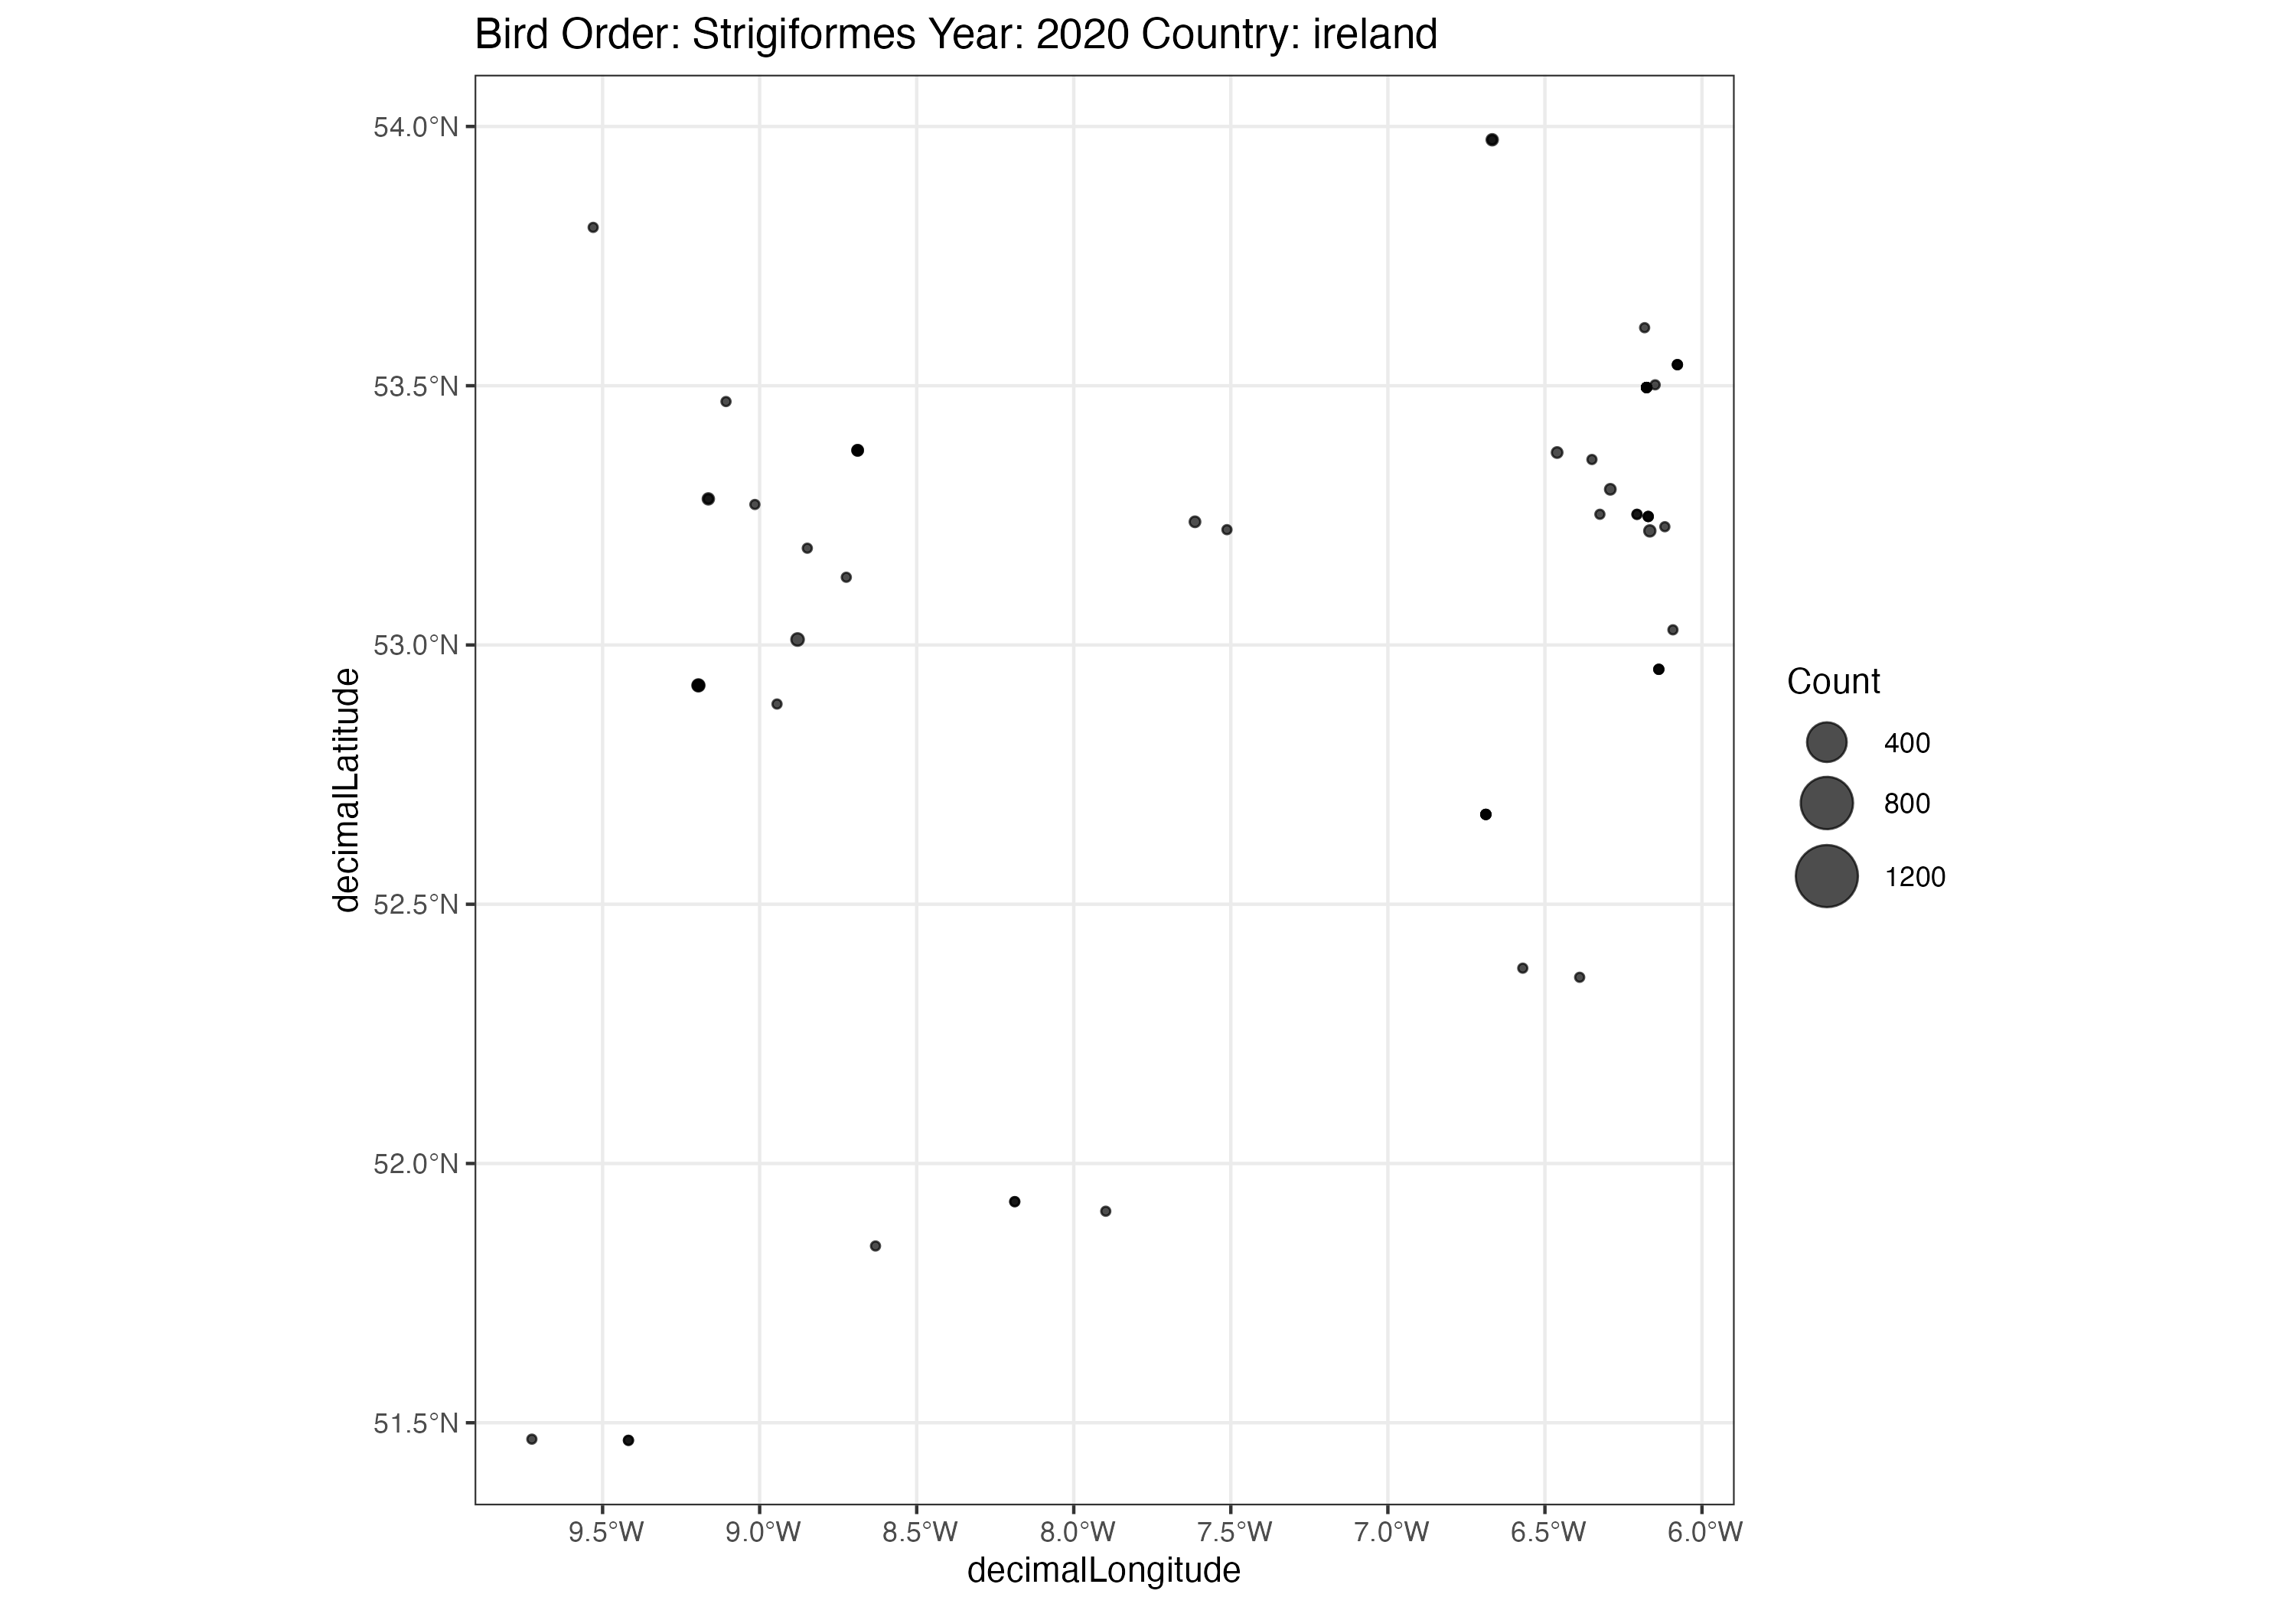 Bird Order: Strigiformes Year: 2020 Country: ireland
54.0°N
53.5°N
53.0°N
52.5°N
52.0°N
51.5°N
decimalLatitude
9.5°W 9.0°W 8.5°W 8.0°W 7.5°W 7.0°W 6.5°W 6.0°W
decimalLongitude
Count
400
800
1200